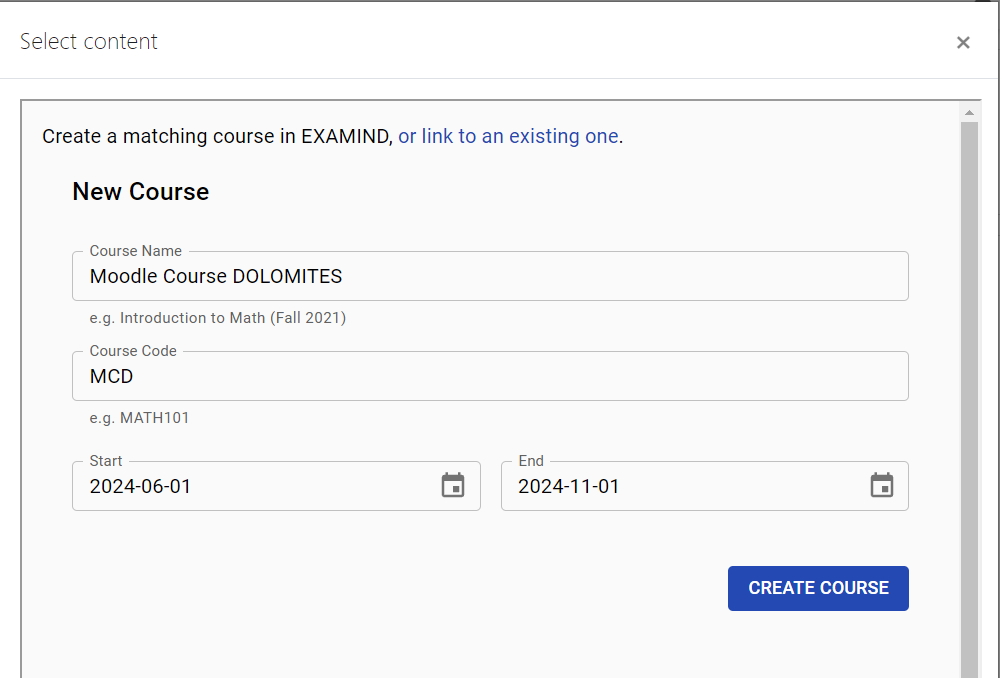 Select content
Create a matching course in EXAMIND, or link to an existing one.
New Course
Course Name
Moodle Course DOLOMITES
e.g. Introduction to Math (Fall 2021)
Course Code
MCD
e.g. MATH101
Start
2024-06-01
End
2024-11-01
CREATE COURSE